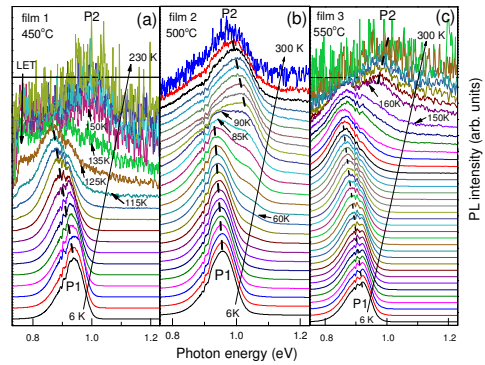 film 1
450°C
P2
(a)
LET
230 K
150K
135K
125K
115K
P1
6 K
film 2
500°C
P2
(b)
300 K
90K
85K
60K
P1
6K
film 3
550°C
P2
(c)
300 K
160K
150K
P1
6 K
PL intensity (arb. units)
0.8 1.0 1.2
0.8 1.0 1.2
0.8 1.0 1.2
Photon energy (eV)